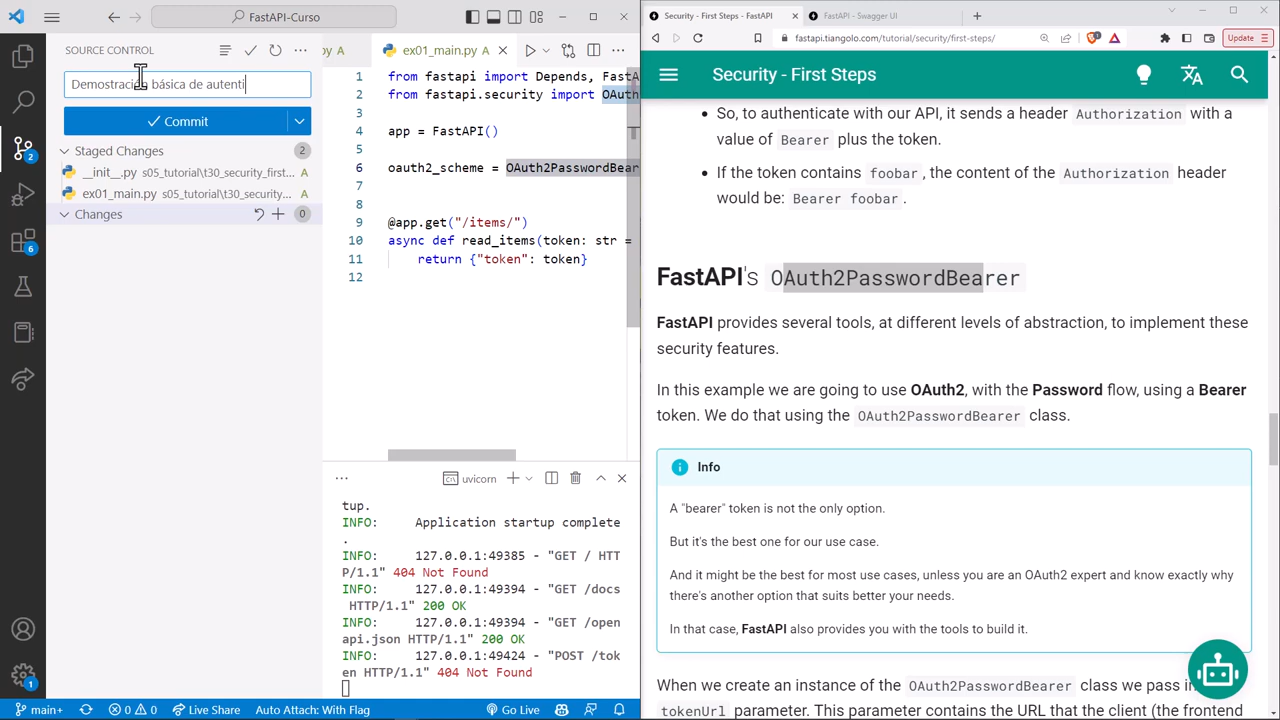 FastAPI-Curso
SOURCE CONTROL
Demostración básica de autenti
Commit
Staged Changes
2
__init__.py s05_tutorial\t30_security_first... A
ex01_main.py s05_tutorial\t30_security... A
Changes
0
2
6
1
ex01_main.py A
1 from fastapi import Depends, FastA
2 from fastapi.security import OAuth
3
4 app = FastAPI()
5
6 oauth2_scheme = OAuth2PasswordBear
7
8
9 @app.get("/items/")
10 async def read_items(token: str =
11 return {"token": token}
12
uvicorn
tup.
INFO: Application startup complete
.
INFO: 127.0.0.1:49385 - "GET / HTT
P/1.1" 404 Not Found
INFO: 127.0.0.1:49394 - "GET /docs
HTTP/1.1" 200 OK
INFO: 127.0.0.1:49394 - "GET /open
api.json HTTP/1.1" 200 OK
INFO: 127.0.0.1:49424 - "POST /tok
en HTTP/1.1" 404 Not Found
main+
0 0
Live Share
Auto Attach: With Flag
Go Live
Security - First Steps - FastAPI
FastAPI - Swagger UI
fastapi.tiangolo.com/tutorial/security/first-steps/
Update
Security - First Steps
So, to authenticate with our API, it sends a header Authorization with a
value of Bearer plus the token.
If the token contains foobar, the content of the Authorization header
would be: Bearer foobar.
FastAPI's OAuth2PasswordBearer
FastAPI provides several tools, at different levels of abstraction, to implement these
security features.
In this example we are going to use OAuth2, with the Password flow, using a Bearer
token. We do that using the OAuth2PasswordBearer class.
Info
A "bearer" token is not the only option.
But it's the best one for our use case.
And it might be the best for most use cases, unless you are an OAuth2 expert and know exactly why
there's another option that suits better your needs.
In that case, FastAPI also provides you with the tools to build it.
When we create an instance of the OAuth2PasswordBearer class we pass in
tokenUrl parameter. This parameter contains the URL that the client (the frontend